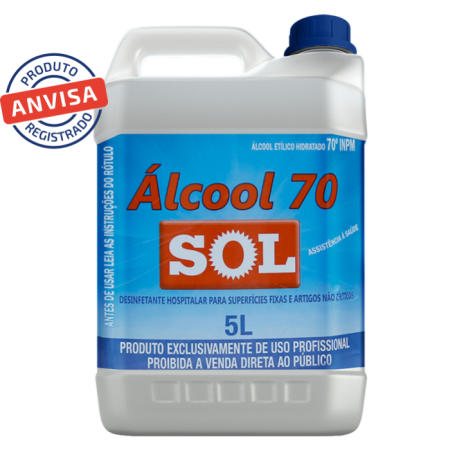 PRODUTO
ANVISA
REGISTRADO
ANTES DE USAR LEIA AS INSTRUÇÕES DO RÓTULO
ÁLCOOL ETÍLICO HIDRATADO 70º INPM
Álcool 70
SOL
ASSISTÊNCIA À SAÚDE
DESINFETANTE HOSPITALAR PARA SUPERFÍCIES FIXAS E ARTIGOS NÃO CRÍTICOS
5L
PRODUTO EXCLUSIVAMENTE DE USO PROFISSIONAL
PROIBIDA A VENDA DIRETA AO PÚBLICO